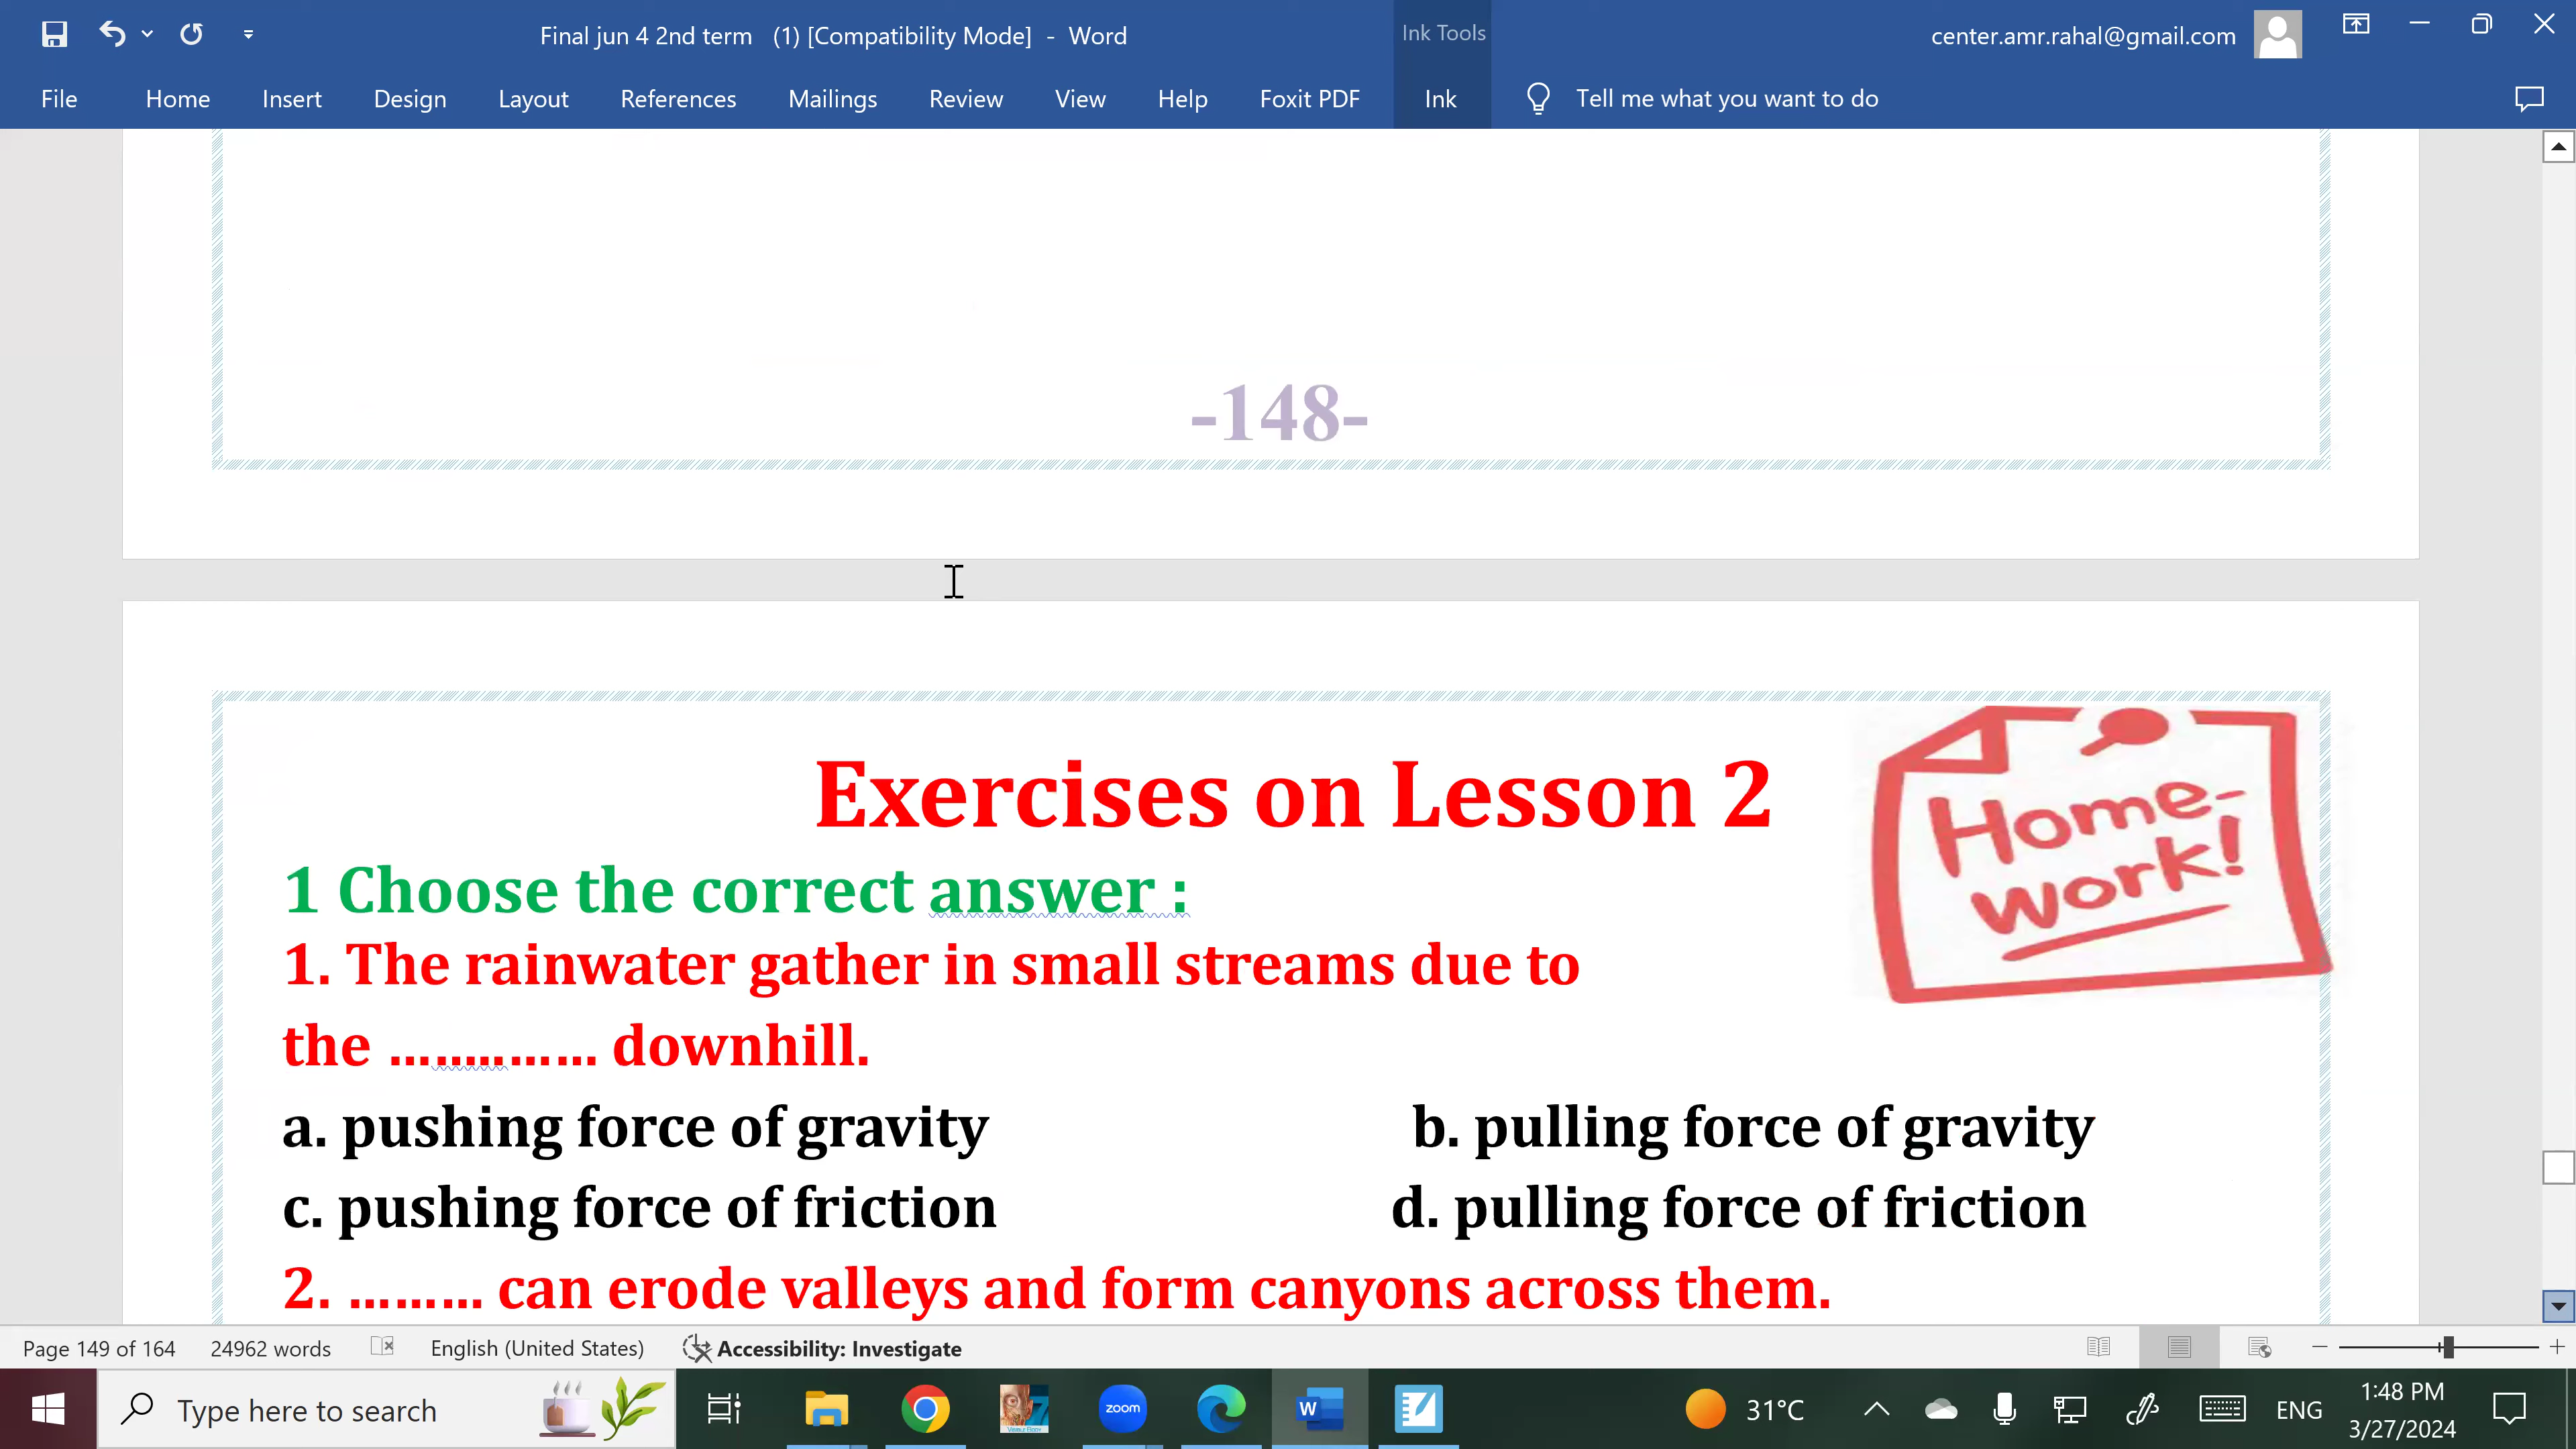 Final jun 4 2nd term (1) [Compatibility Mode] - Word
Ink Tools
center.amr.rahal@gmail.com
File Home Insert Design Layout References Mailings Review View Help Foxit PDF Ink Tell me what you want to do
-148-
Exercises on Lesson 2
Home-
work!
1 Choose the correct answer :
1. The rainwater gather in small streams due to
the …………… downhill.
a. pushing force of gravity b. pulling force of gravity
c. pushing force of friction d. pulling force of friction
2. ……… can erode valleys and form canyons across them.
Page 149 of 164 24962 words English (United States) Accessibility: Investigate
Type here to search
zoom
W
31°C
ENG
1:48 PM
3/27/2024